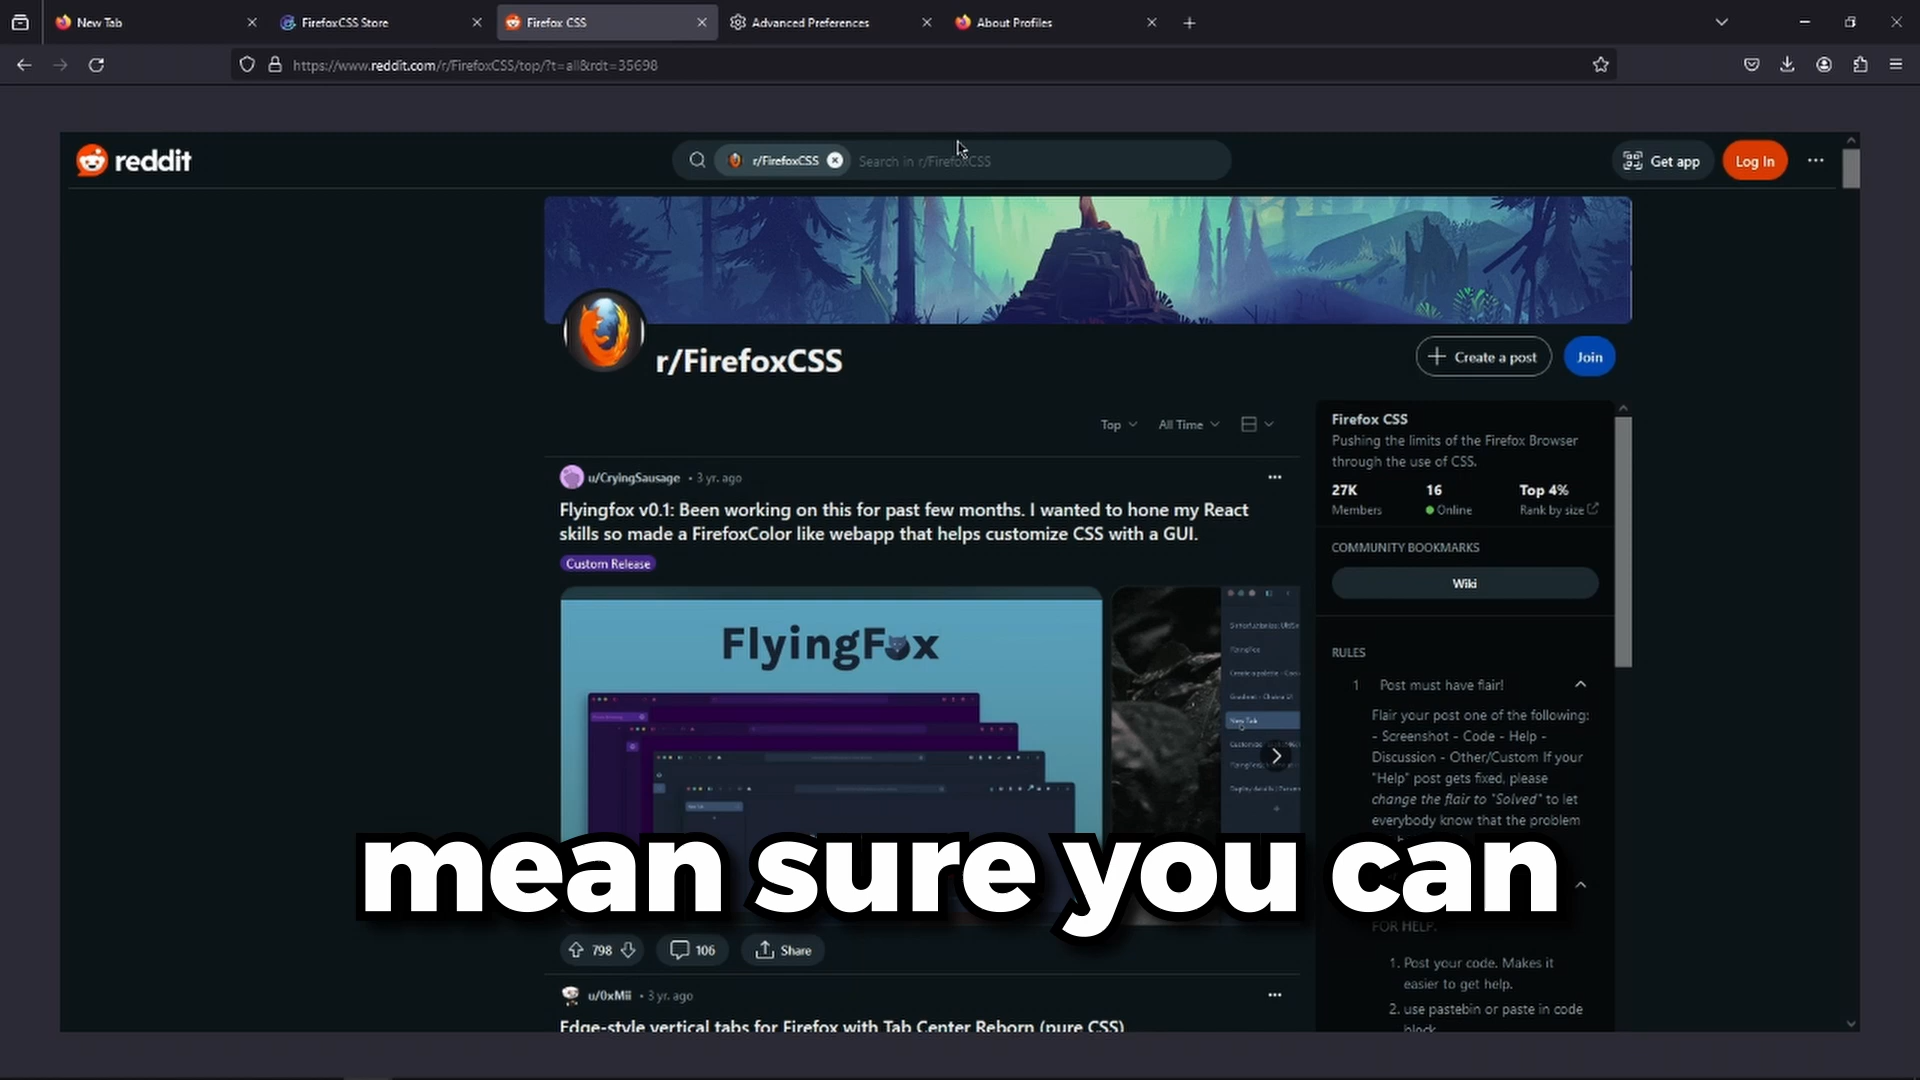 New Tab
FirefoxCSS Store
Firefox CSS
Advanced Preferences
About Profiles
https://www.reddit.com/r/FirefoxCSS/top/?t=all&rdt=35698
reddit
r/FirefoxCSS
Search in r/FirefoxCSS
Get app
Log In
r/FirefoxCSS
Create a post
Join
Top
All Time
u/CryingSausage • 3 yr. ago
Flyingfox v0.1: Been working on this for past few months. I wanted to hone my React
skills so made a FirefoxColor like webapp that helps customize CSS with a GUI.
Custom Release
FlyingFox
New Tab
798
106
Share
u/0xMii • 3 yr. ago
Edge-style vertical tabs for Firefox with Tab Center Reborn (pure CSS)
Firefox CSS
Pushing the limits of the Firefox Browser
through the use of CSS.
27K
16
Top 4%
Members
Online
Rank by size
COMMUNITY BOOKMARKS
Wiki
RULES
1 Post must have flair!
Flair your post one of the following:
- Screenshot - Code - Help -
Discussion - Other/Custom If your
"Help" post gets fixed, please
change the flair to "Solved" to let
everybody know that the problem
FOR HELP.
1. Post your code. Makes it
easier to get help.
2. use pastebin or paste in code
block
mean sure you can